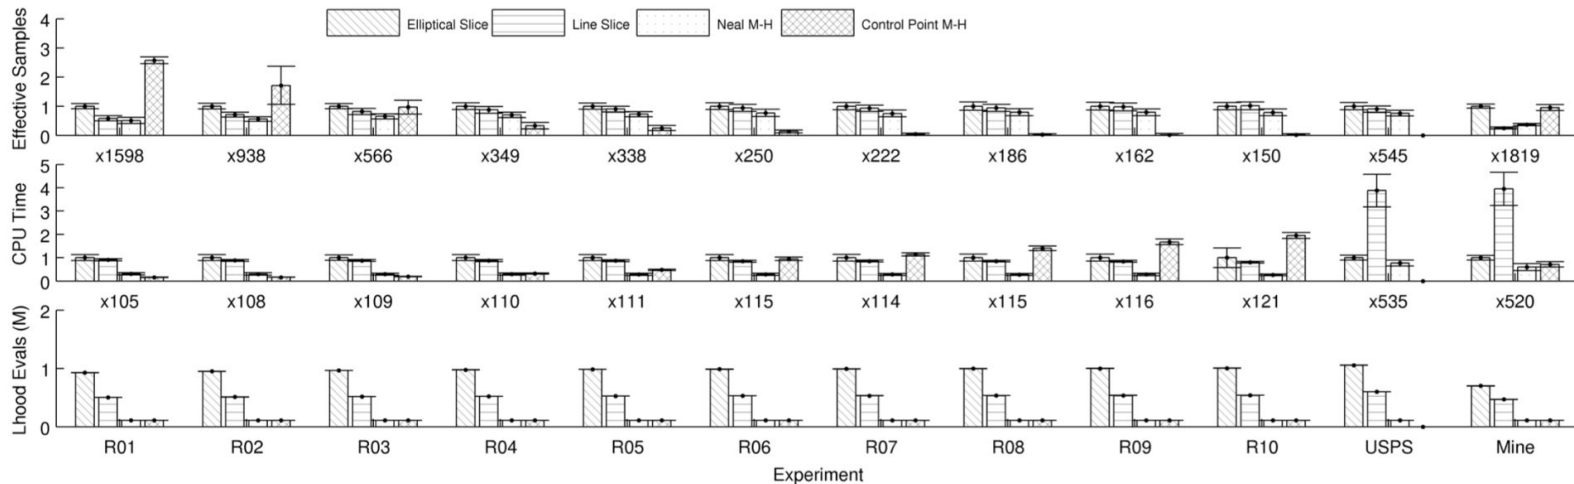 Elliptical Slice Line Slice Neal M-H Control Point M-H
Effective Samples
4
3
2
1
0
x1598 x938 x566 x349 x338 x250 x222 x186 x162 x150 x545 x1819
CPU Time
5
4
3
2
1
0
x105 x108 x109 x110 x111 x115 x114 x115 x116 x121 x535 x520
Lhood Evals (M)
2
1
0
R01 R02 R03 R04 R05 R06 R07 R08 R09 R10 USPS Mine
Experiment